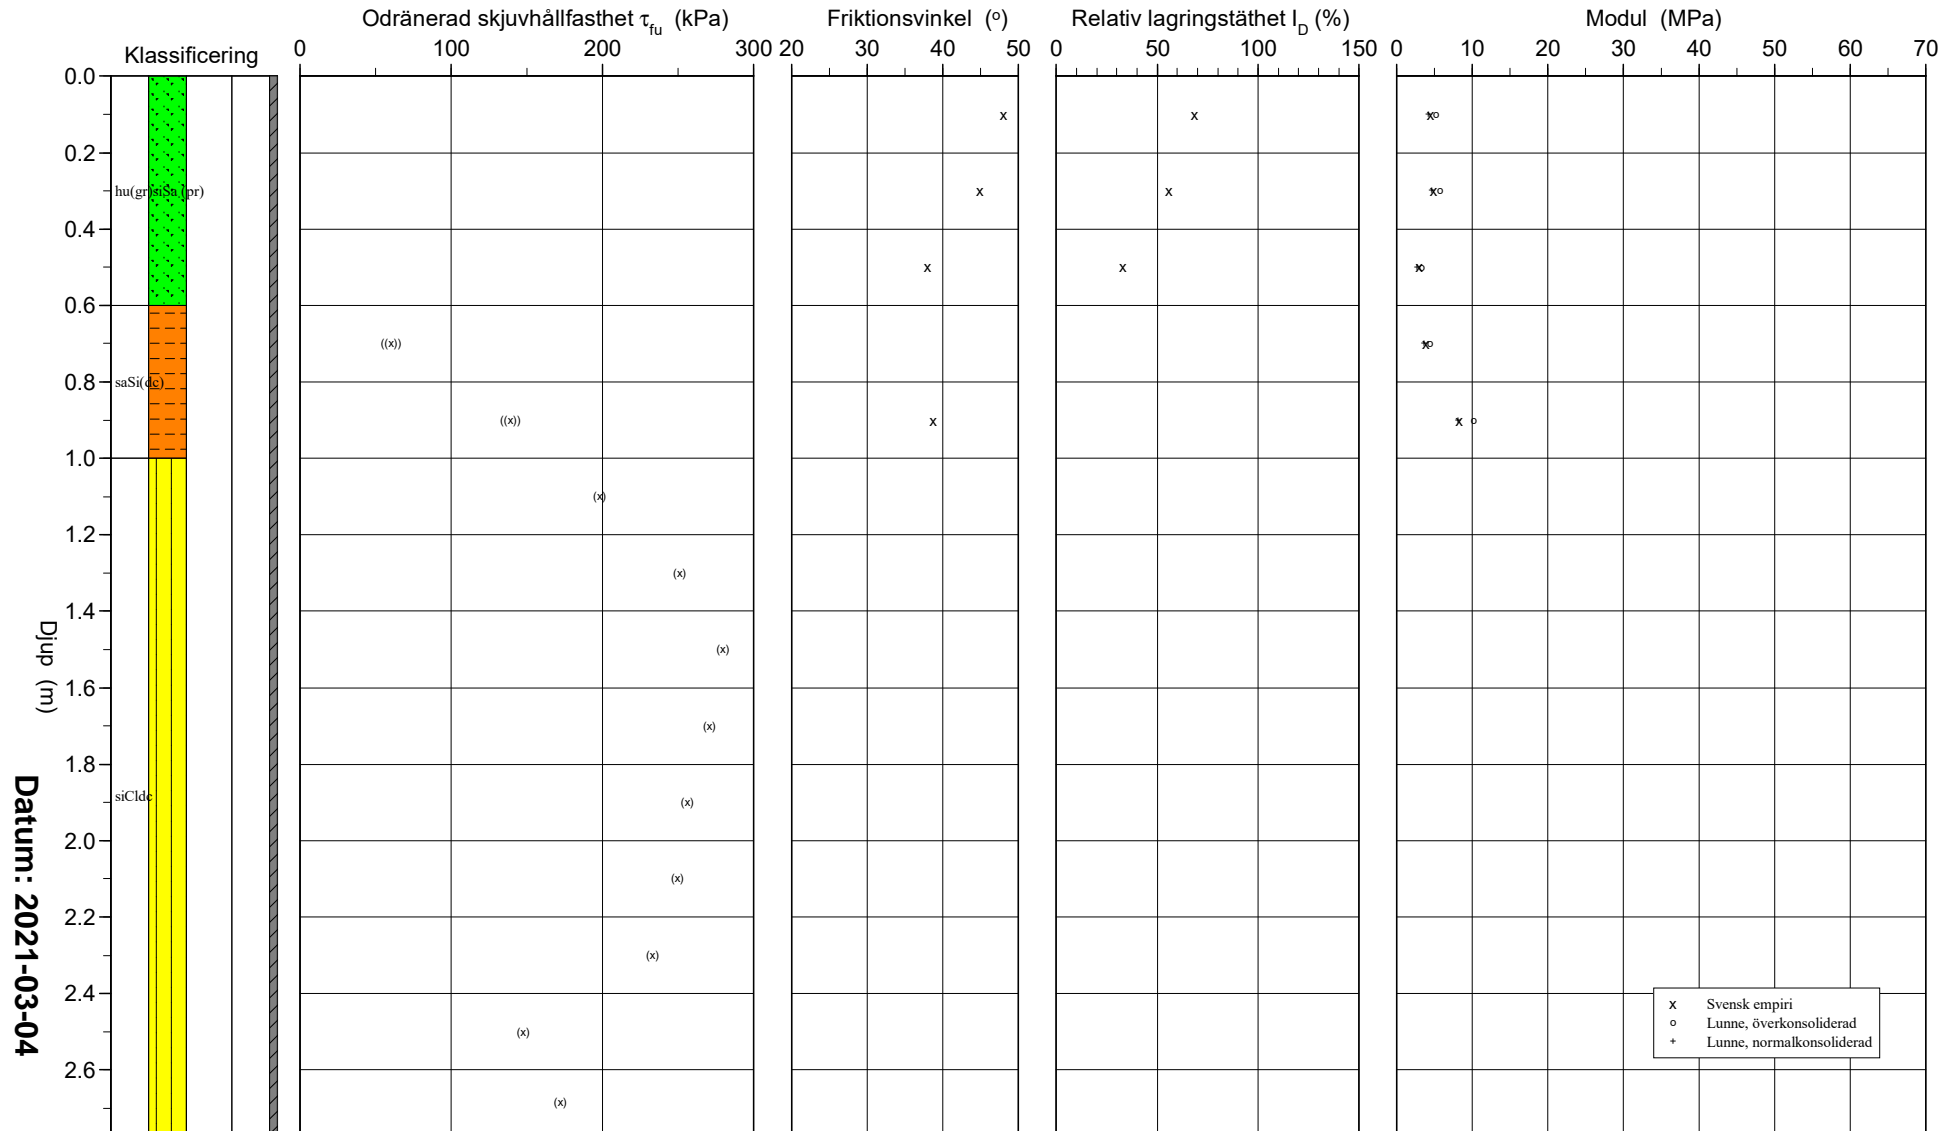 Odränerad skjuvhållfasthet τfu (kPa)
Friktionsvinkel (o)
Relativ lagringstäthet ID (%)
Modul (MPa)
Klassificering
0 100 200 300
20 30 40 50
0 50 100 150
0 10 20 30 40 50 60 70
0.0
0.2
hu(gr)siSa (pr)
0.4
0.6
saSi(dc)
0.8
1.0
1.2
1.4
1.6
1.8
siCldc
2.0
2.2
2.4
2.6
Djup (m)
Datum: 2021-03-04
x Svensk empiri
o Lunne, överkonsoliderad
+ Lunne, normalkonsoliderad